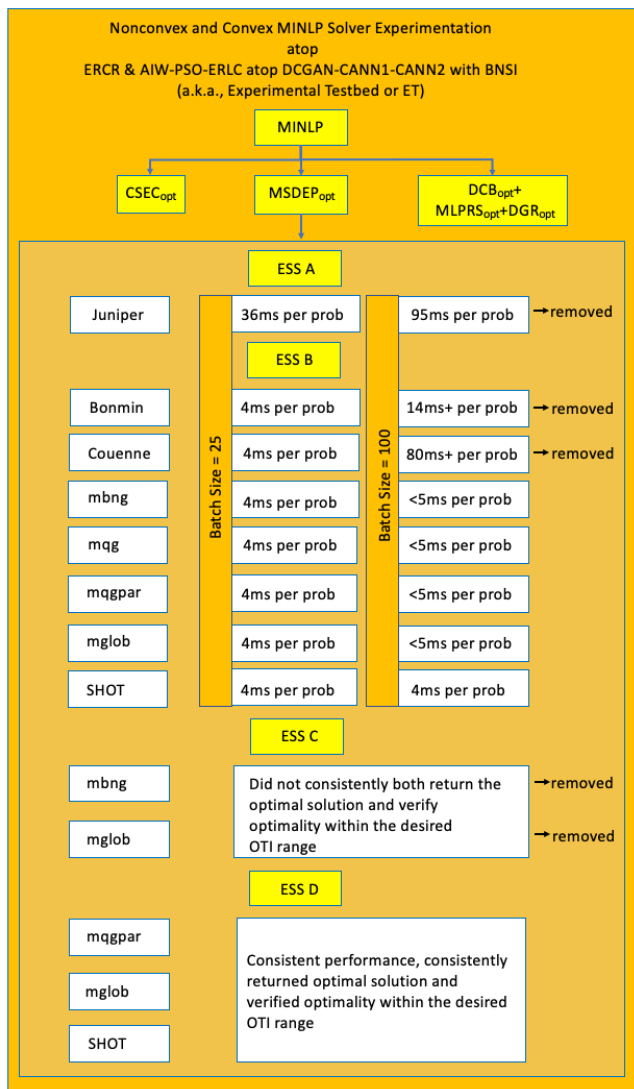 Nonconvex and Convex MINLP Solver Experimentation
atop
ERCR & AIW-PSO-ERLC atop DCGAN-CANN1-CANN2 with BNSI
(a.k.a., Experimental Testbed or ET)
MINLP
CSECopt
MSDEPopt
DCBopt+
MLPRSopt+DGRopt
ESS A
Batch Size = 25
Batch Size = 100
Juniper
36ms per prob
95ms per prob
removed
ESS B
Bonmin
4ms per prob
14ms+ per prob
removed
Couenne
4ms per prob
80ms+ per prob
removed
mbng
4ms per prob
<5ms per prob
mqg
4ms per prob
<5ms per prob
mqgpar
4ms per prob
<5ms per prob
mglob
4ms per prob
<5ms per prob
SHOT
4ms per prob
4ms per prob
ESS C
mbng
mglob
Did not consistently both return the
optimal solution and verify
optimality within the desired
OTI range
removed
removed
ESS D
mqgpar
mglob
SHOT
Consistent performance, consistently
returned optimal solution and
verified optimality within the desired
OTI range